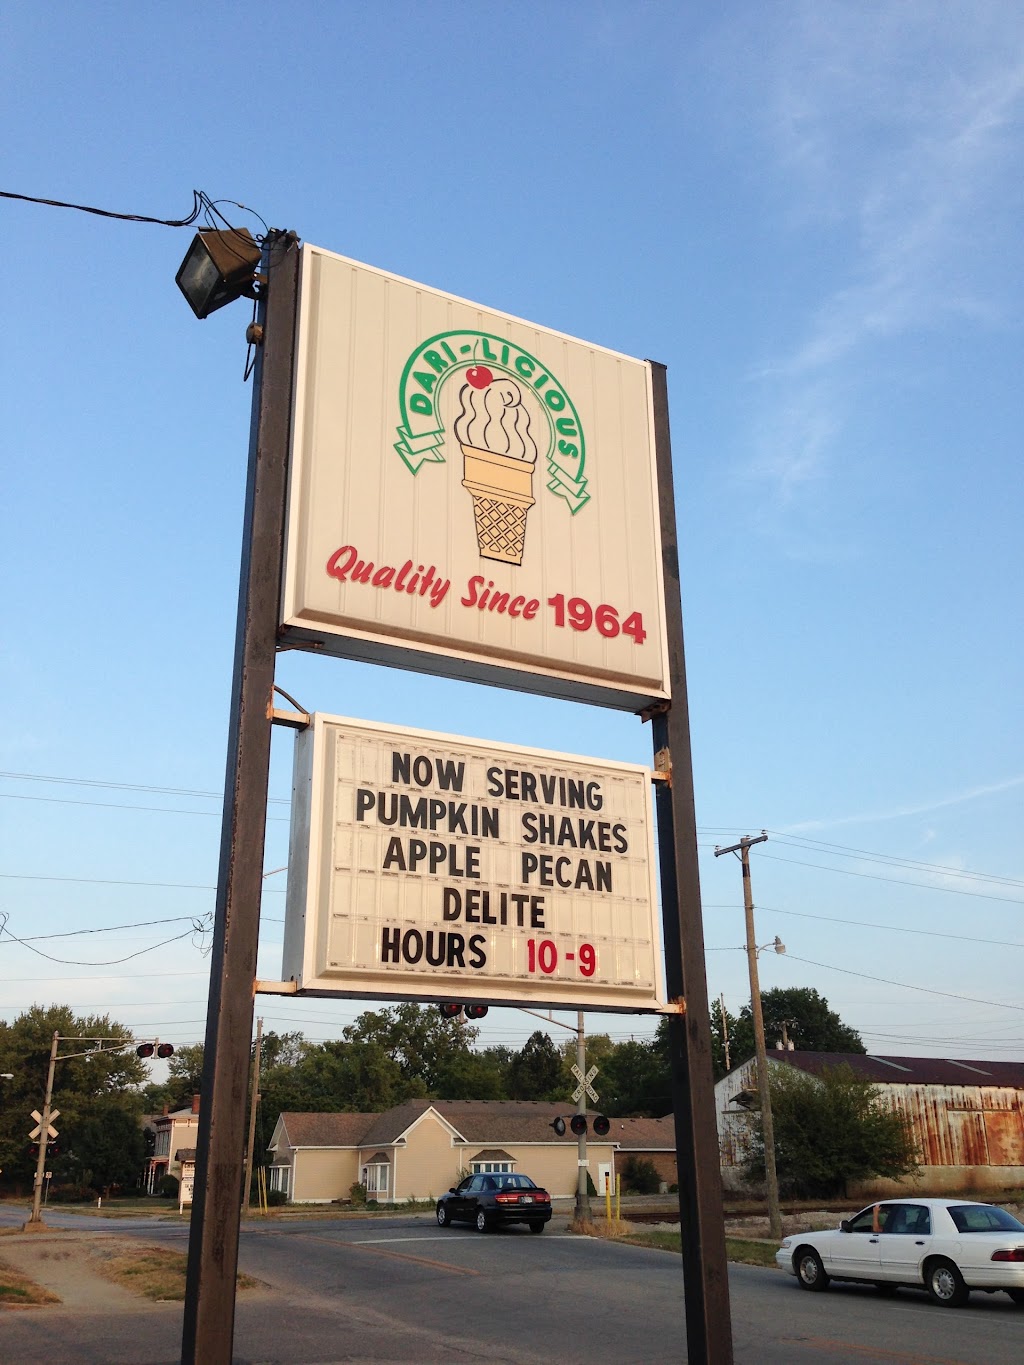 DARI-LICIOUS
Quality Since 1964
NOW SERVING
PUMPKIN SHAKES
APPLE PECAN
DELITE
HOURS 10-9